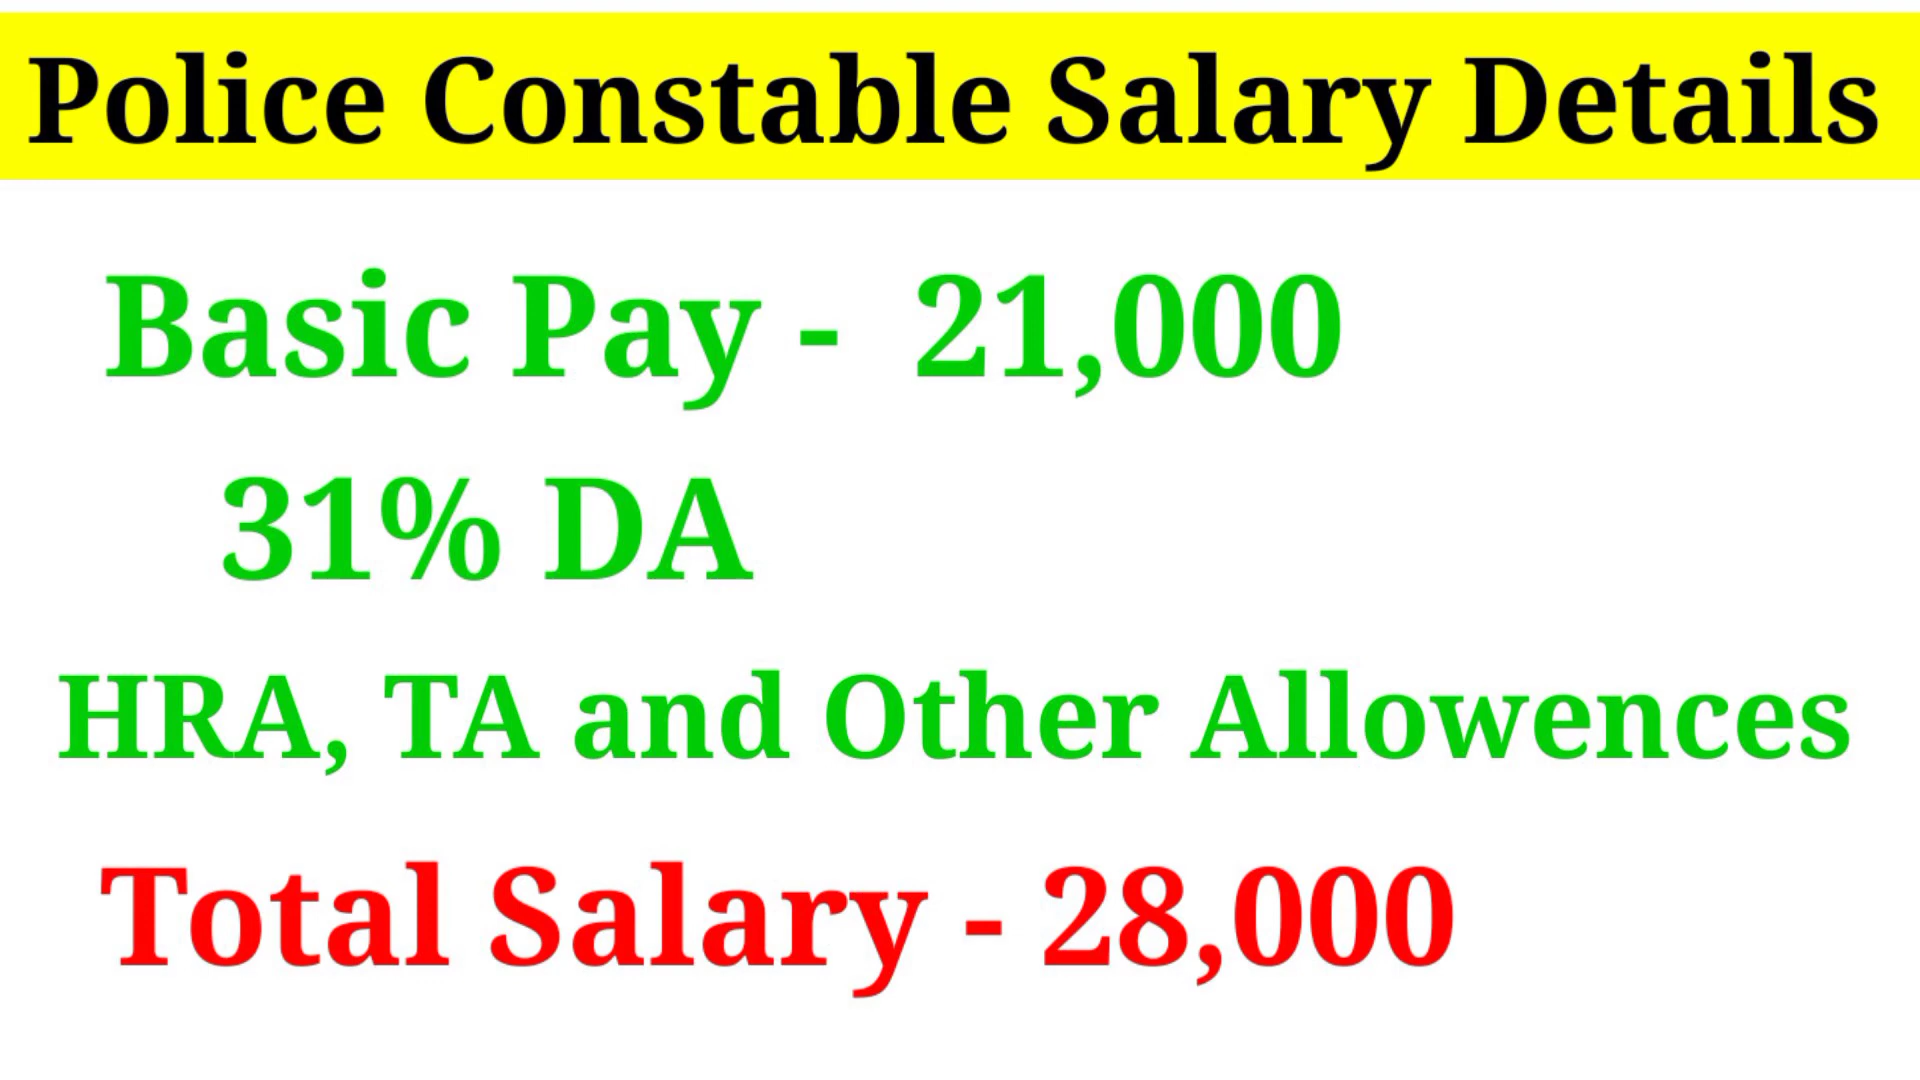 Police Constable Salary Details
Basic Pay - 21,000
31% DA
HRA, TA and Other Allowences
Total Salary - 28,000